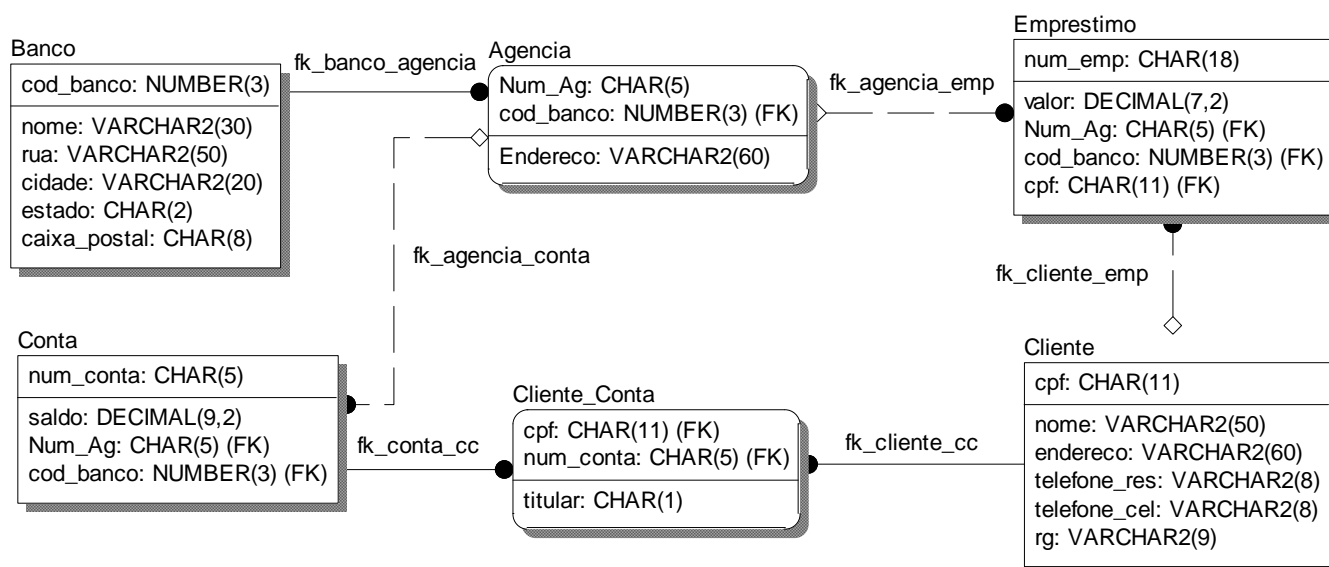 Banco
cod_banco: NUMBER(3)
nome: VARCHAR2(30)
rua: VARCHAR2(50)
cidade: VARCHAR2(20)
estado: CHAR(2)
caixa_postal: CHAR(8)
fk_banco_agencia
Agencia
Num_Ag: CHAR(5)
cod_banco: NUMBER(3) (FK)
Endereco: VARCHAR2(60)
fk_agencia_emp
Emprestimo
num_emp: CHAR(18)
valor: DECIMAL(7,2)
Num_Ag: CHAR(5) (FK)
cod_banco: NUMBER(3) (FK)
cpf: CHAR(11) (FK)
fk_agencia_conta
fk_cliente_emp
Conta
num_conta: CHAR(5)
saldo: DECIMAL(9,2)
Num_Ag: CHAR(5) (FK)
cod_banco: NUMBER(3) (FK)
fk_conta_cc
Cliente_Conta
cpf: CHAR(11) (FK)
num_conta: CHAR(5) (FK)
titular: CHAR(1)
fk_cliente_cc
Cliente
cpf: CHAR(11)
nome: VARCHAR2(50)
endereco: VARCHAR2(60)
telefone_res: VARCHAR2(8)
telefone_cel: VARCHAR2(8)
rg: VARCHAR2(9)